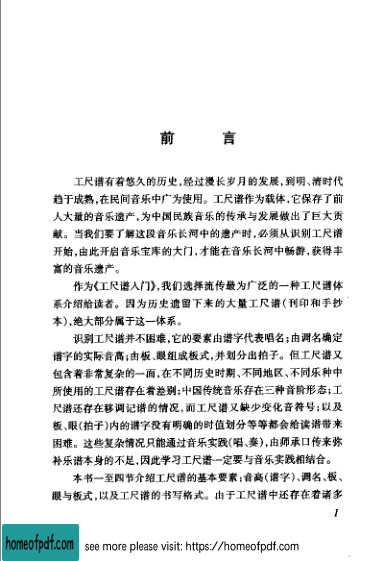 前 言
工尺谱有着悠久的历史,经过漫长岁月的发展,到明、清时代
趋于成熟,在民间音乐中广为使用。工尺谱作为载体,它保存了前
人大量的音乐遗产,为中国民族音乐的传承与发展做出了巨大贡
献。当我们要了解这段音乐长河中的遗产时,必须从识别工尺谱
开始,由此开启音乐宝库的大门,才能在音乐长河中畅游,获得丰
富的音乐遗产。
作为《工尺谱入门》,我们选择流传最为广泛的一种工尺谱体
系介绍给读者。因为历史遗留下来的大量工尺谱(刊印和手抄
本),绝大部分属于这一体系。
识别工尺谱并不困难,它的要素由谱字代表唱名;由调名确定
谱字的实际音高;由板、眼组成板式,并划分出拍子。但工尺谱又
包含着非常复杂的一面,在不同历史时期、不同地区、不同乐种中
所使用的工尺谱存在着差别;中国传统音乐存在三种音阶形态;工
尺谱还存在移调记谱的情况,而工尺谱又缺少变化音符号;以及
板、眼(拍子)内的谱字没有明确的时值划分等等都会给读谱带来
困难。这些复杂情况只能通过音乐实践(唱、奏),由师承口传来弥
补乐谱本身的不足,因此学习工尺谱一定要与音乐实践相结合。
本书一至四节介绍工尺谱的基本要素:音高(谱字)、调名、板、
眼与板式,以及工尺谱的书写格式。由于工尺谱中还存在着诸多
1
homeofpdf.com
see more please visit: https://homeofpdf.com